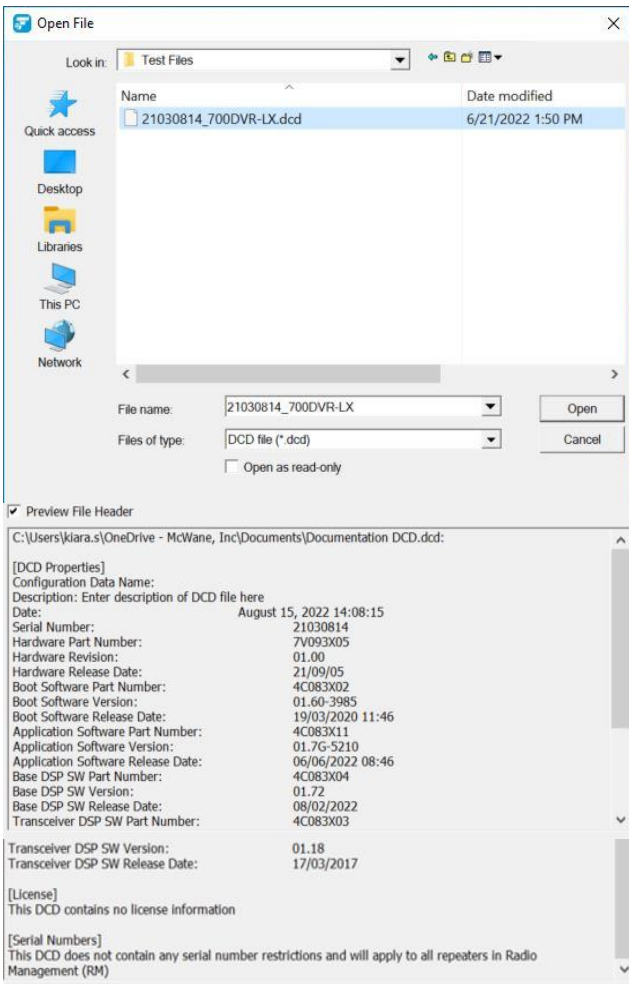 Open File
Look in: Test Files
Name Date modified
21030814_700DVR-LX.dcd 6/21/2022 1:50 PM
Quick access
Desktop
Libraries
This PC
Network
File name: 21030814_700DVR-LX Open
Files of type: DCD file (*.dcd) Cancel
Open as read-only
Preview File Header
C:\Users\kiara.s\OneDrive - McWane, Inc\Documents\Documentation DCD.dcd:
[DCD Properties]
Configuration Data Name:
Description: Enter description of DCD file here
Date: August 15, 2022 14:08:15
Serial Number: 21030814
Hardware Part Number: 7V093X05
Hardware Revision: 01.00
Hardware Release Date: 21/09/05
Boot Software Part Number: 4C083X02
Boot Software Version: 01.60-3985
Boot Software Release Date: 19/03/2020 11:46
Application Software Part Number: 4C083X11
Application Software Version: 01.7G-5210
Application Software Release Date: 06/06/2022 08:46
Base DSP SW Part Number: 4C083X04
Base DSP SW Version: 01.72
Base DSP SW Release Date: 08/02/2022
Transceiver DSP SW Part Number: 4C083X03
Transceiver DSP SW Version: 01.18
Transceiver DSP SW Release Date: 17/03/2017
[License]
This DCD contains no license information
[Serial Numbers]
This DCD does not contain any serial number restrictions and will apply to all repeaters in Radio
Management (RM)